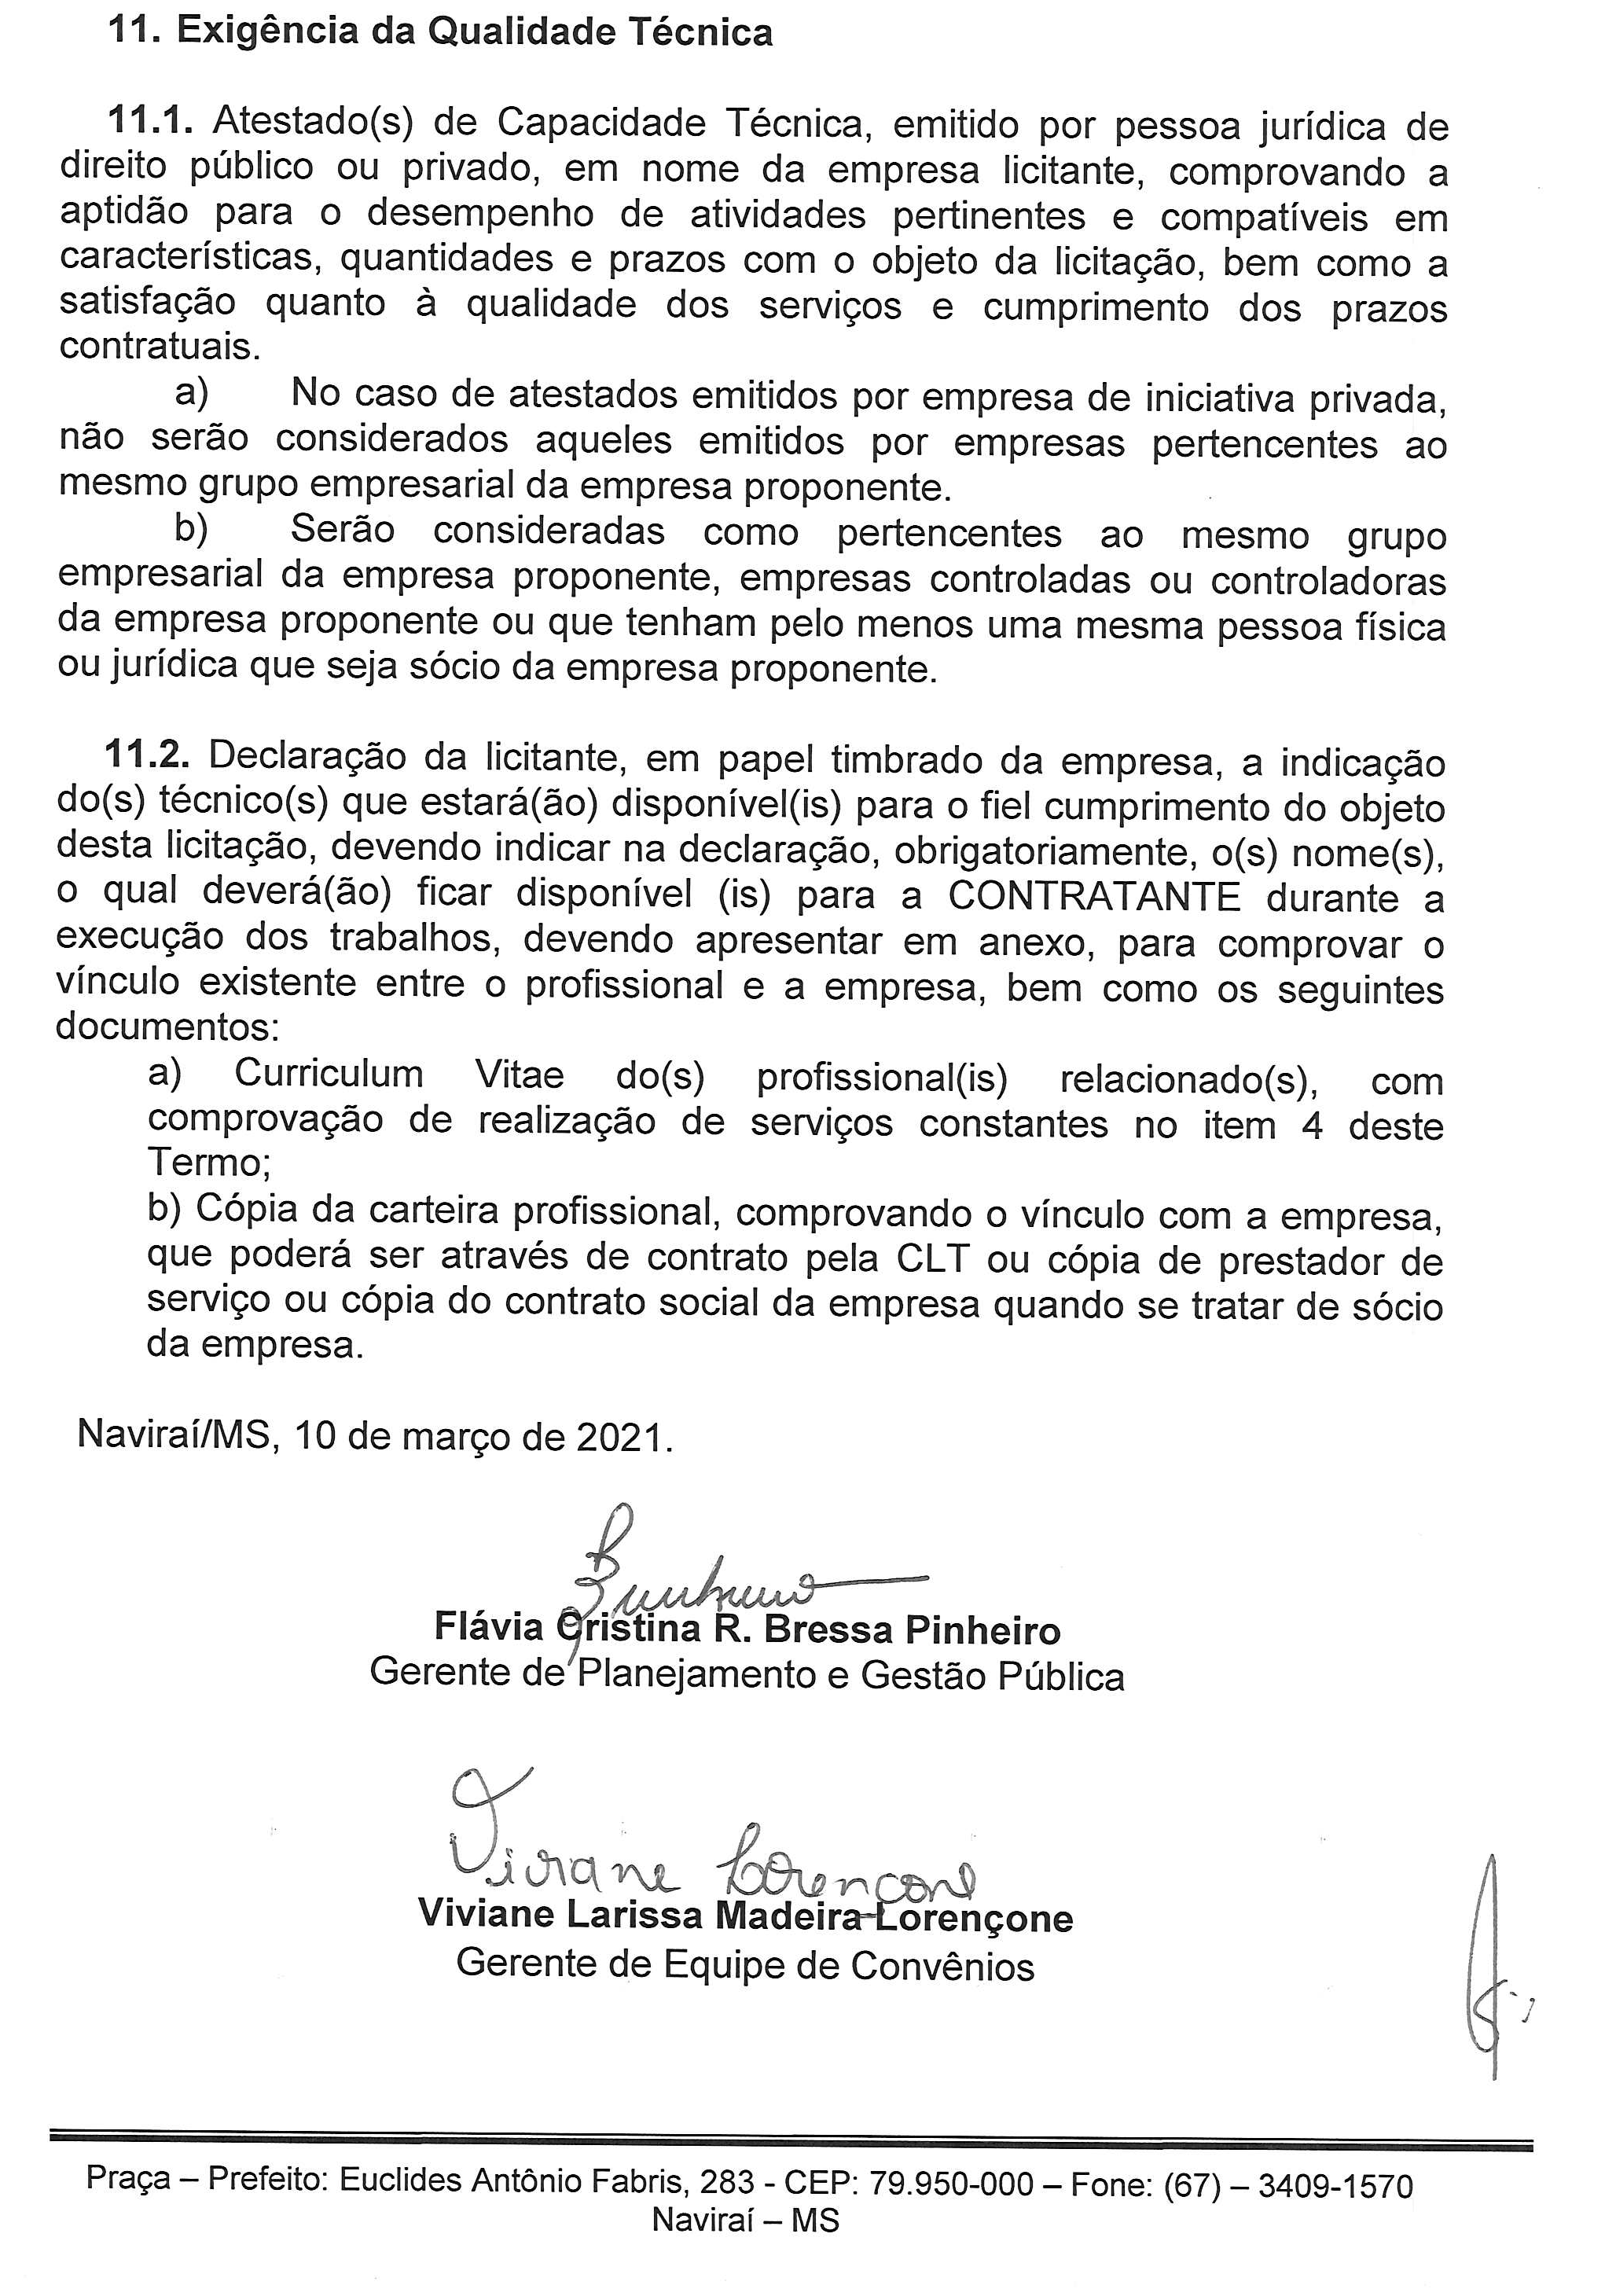 11. Exigência da Qualidade Técnica
11.1. Atestado(s) de Capacidade Técnica, emitido por pessoa jurídica de
direito público ou privado, em nome da empresa licitante, comprovando a
aptidão para o desempenho de atividades pertinentes e compatíveis em
características, quantidades e prazos com o objeto da licitação, bem como a
satisfação quanto à qualidade dos serviços e cumprimento dos prazos
contratuais.
a) No caso de atestados emitidos por empresa de iniciativa privada,
não serão considerados aqueles emitidos por empresas pertencentes ao
mesmo grupo empresarial da empresa proponente.
b) Serão consideradas como pertencentes ao mesmo grupo
empresarial da empresa proponente, empresas controladas ou controladoras
da empresa proponente ou que tenham pelo menos uma mesma pessoa física
ou jurídica que seja sócio da empresa proponente.
11.2. Declaração da licitante, em papel timbrado da empresa, a indicação
do(s) técnico(s) que estará(ão) disponível(is) para o fiel cumprimento do objeto
desta licitação, devendo indicar na declaração, obrigatoriamente, o(s) nome(s),
o qual deverá(ão) ficar disponível (is) para a CONTRATANTE durante a
execução dos trabalhos, devendo apresentar em anexo, para comprovar o
vínculo existente entre o profissional e a empresa, bem como os seguintes
documentos:
a) Curriculum Vitae do(s) profissional(is) relacionado(s), com
comprovação de realização de serviços constantes no item 4 deste
Termo;
b) Cópia da carteira profissional, comprovando o vínculo com a empresa,
que poderá ser através de contrato pela CLT ou cópia de prestador de
serviço ou cópia do contrato social da empresa quando se tratar de sócio
da empresa.
Naviraí/MS, 10 de março de 2021.
Flávia Cristina R. Bressa Pinheiro
Gerente de Planejamento e Gestão Pública
Viviane Lorençone
Viviane Larissa Madeira Lorençone
Gerente de Equipe de Convênios
Praça – Prefeito: Euclides Antônio Fabris, 283 - CEP: 79.950-000 – Fone: (67) – 3409-1570
Naviraí – MS